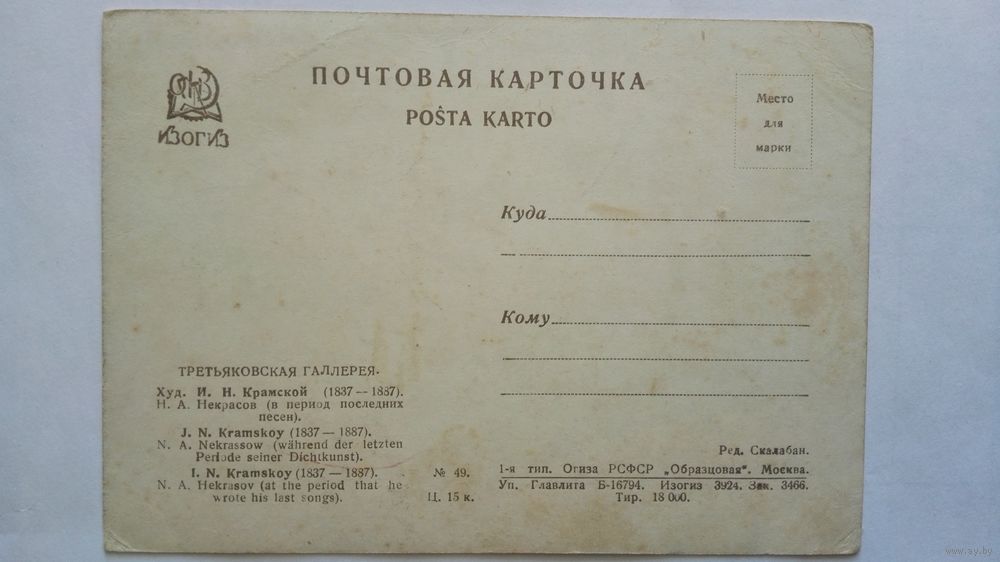 ИЗОГИЗ
ПОЧТОВАЯ КАРТОЧКА
POŜTA KARTO
Место
для
марки
Куда
Кому
ТРЕТЬЯКОВСКАЯ ГАЛЛЕРЕЯ.
Худ. И. Н. Крамской (1837 — 1887).
Н. А. Некрасов (в период последних
песен).
J. N. Kramskoy (1837 — 1887).
N. A. Nekrassow (während der letzten
Periode seiner Dichtkunst).
I. N. Kramskoy (1837 — 1887).
N. A. Hekrasov (at the period that he
wrote his last songs).
№ 49.
Ц. 15 к.
Ред. Скалабан.
1-я тип. Огиза РСФСР „Образцовая". Москва.
Уп. Главлита Б-16794. Изогиз 3924. Зак. 3466.
Тир. 18 000.
www.ay.by